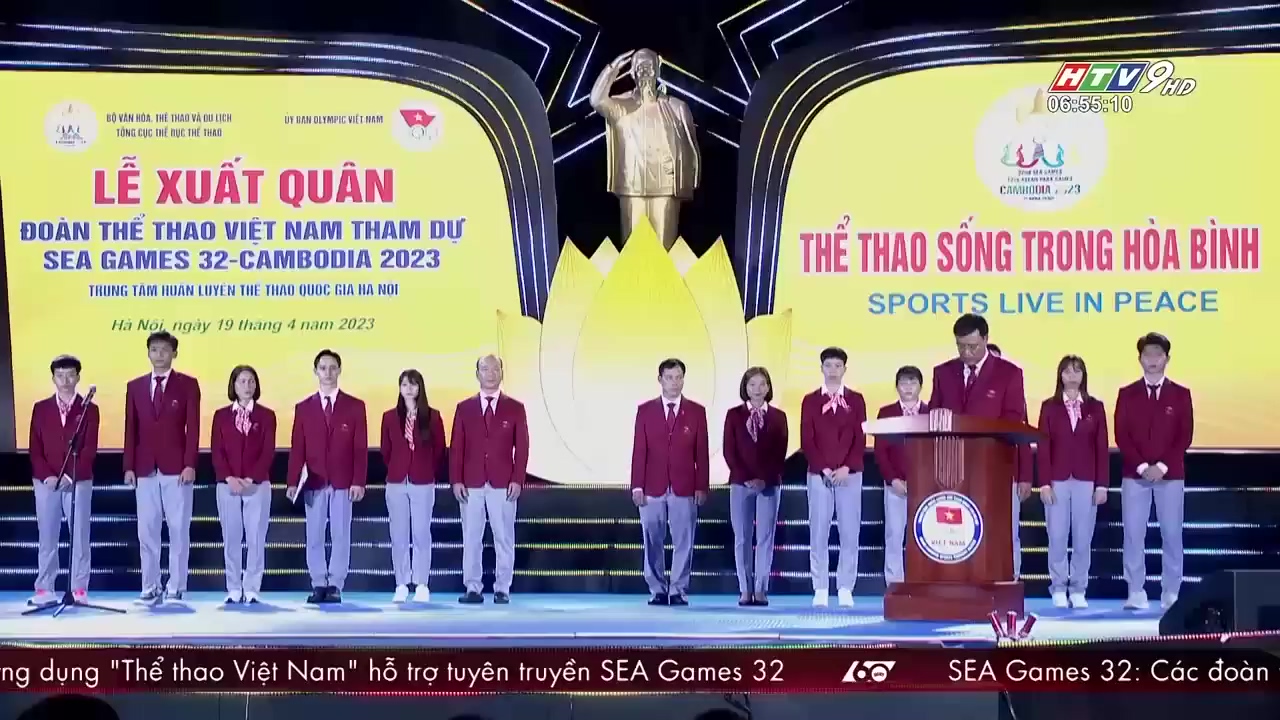 HTV9 HD
06:55:10
BỘ VĂN HÓA, THỂ THAO VÀ DU LỊCH
TỔNG CỤC THỂ DỤC THỂ THAO
ỦY BAN OLYMPIC VIỆT NAM
LỄ XUẤT QUÂN
ĐOÀN THỂ THAO VIỆT NAM THAM DỰ
SEA GAMES 32-CAMBODIA 2023
TRUNG TÂM HUẤN LUYỆN THỂ THAO QUỐC GIA HÀ NỘI
Hà Nội, ngày 19 tháng 4 năm 2023
CAMBODIA 2023
THỂ THAO SỐNG TRONG HÒA BÌNH
SPORTS LIVE IN PEACE
VIỆT NAM
ng dụng "Thể thao Việt Nam" hỗ trợ tuyên truyền SEA Games 32
60 giây
SEA Games 32: Các đoàn